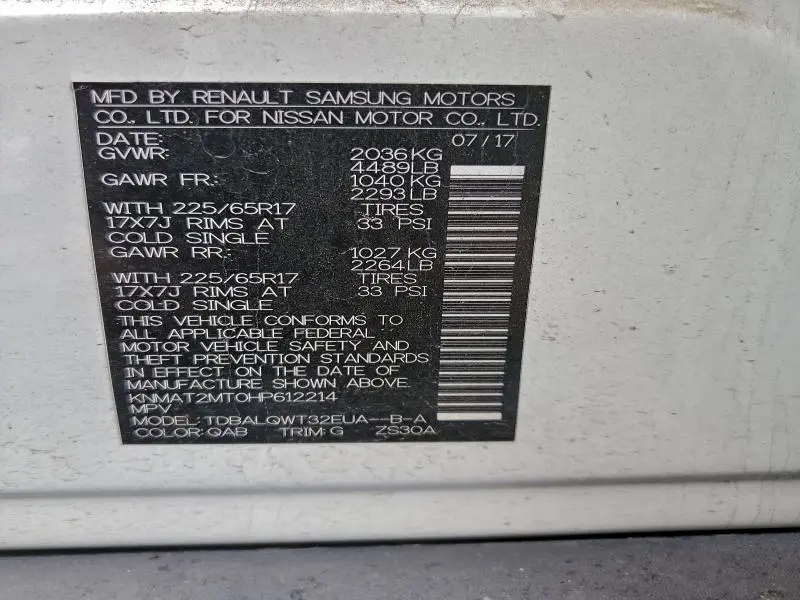 MFD BY RENAULT SAMSUNG MOTORS
CO., LTD. FOR NISSAN MOTOR CO., LTD.
DATE: 07/17
GVWR: 2036 KG
4489 LB
GAWR FR.: 1040 KG
2293 LB
WITH 225/65R17 TIRES
17X7J RIMS AT 33 PSI
COLD SINGLE
GAWR RR.: 1027 KG
2264 LB
WITH 225/65R17 TIRES
17X7J RIMS AT 33 PSI
COLD SINGLE
THIS VEHICLE CONFORMS TO
ALL APPLICABLE FEDERAL
MOTOR VEHICLE SAFETY AND
THEFT PREVENTION STANDARDS
IN EFFECT ON THE DATE OF
MANUFACTURE SHOWN ABOVE.
KNMAT2MT0HP612214
MPV
MODEL: TDBALQWT32EUA--B-A
COLOR: QAB TRIM: G ZS30A